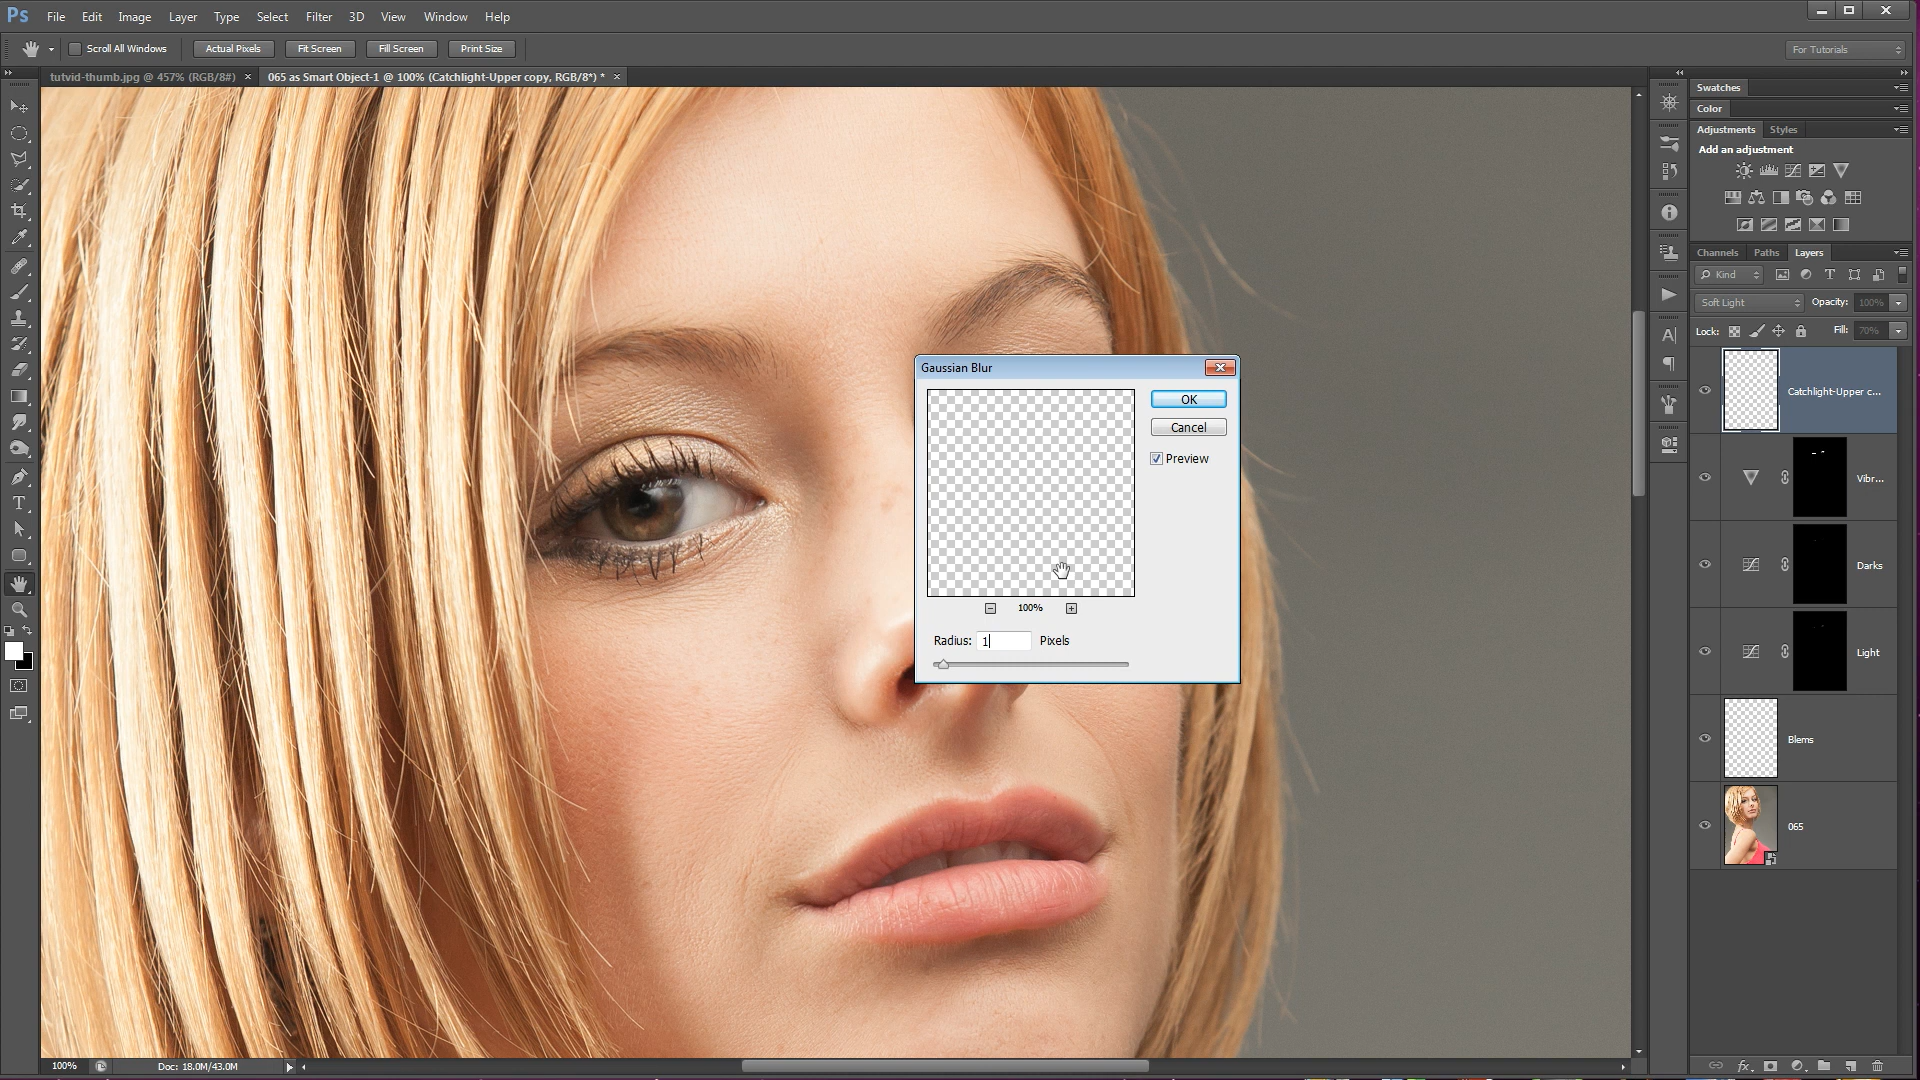 Ps File Edit Image Layer Type Select Filter 3D View Window Help
Scroll All Windows Actual Pixels Fit Screen Fill Screen Print Size For Tutorials
tutvid-thumb.jpg @ 457% (RGB/8#) × 065 as Smart Object-1 @ 100% (Catchlight-Upper copy, RGB/8*) * ×
Swatches
Color
Adjustments Styles
Add an adjustment
Channels Paths Layers
Kind
Soft Light Opacity: 100%
Lock: Fill: 70%
Catchlight-Upper c...
Vibr...
Darks
Light
Blems
065
Gaussian Blur
OK
Cancel
Preview
100%
Radius: 1 Pixels
100% Doc: 18.0M/43.0M